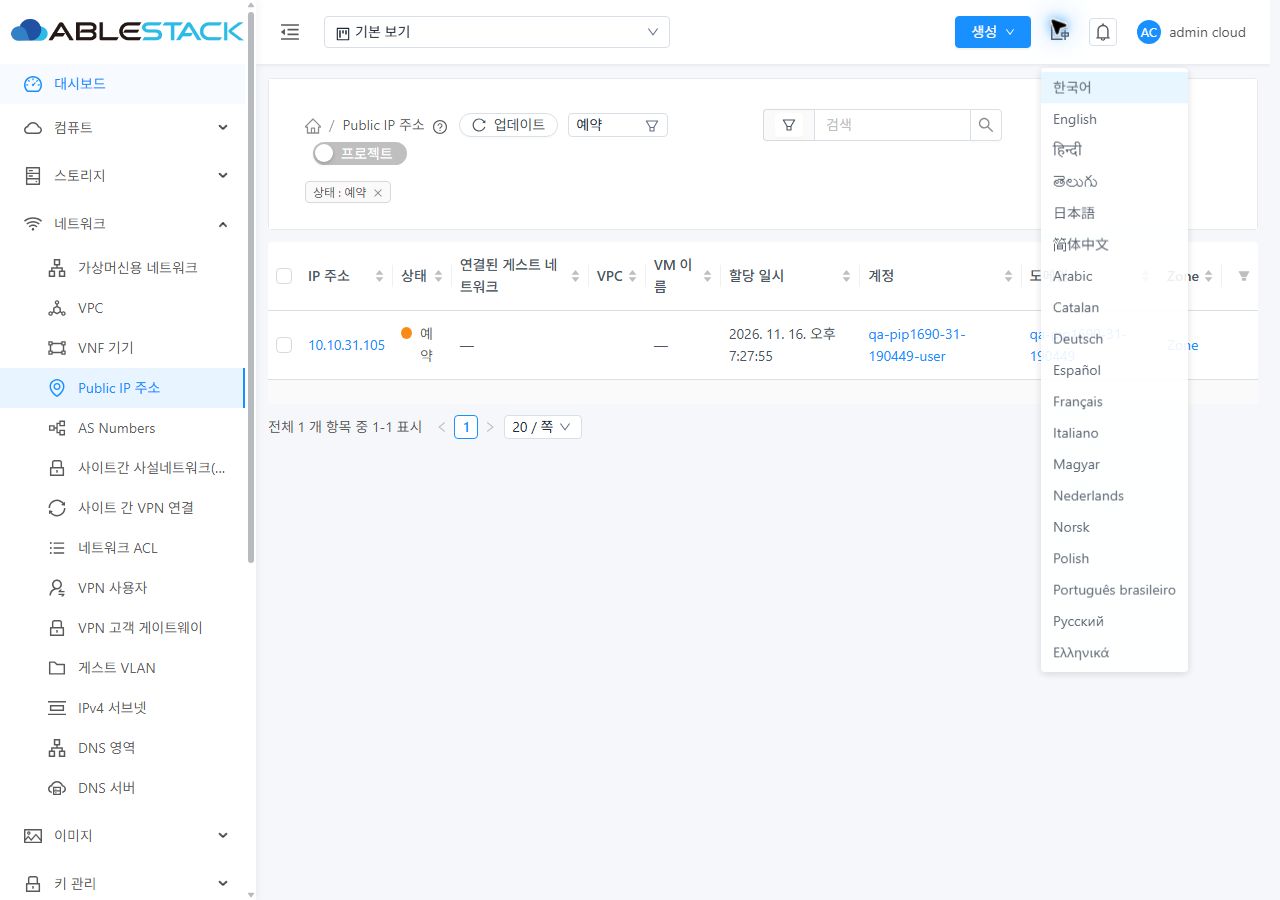 ABLESTACK
기본 보기
생성
AC
admin cloud
대시보드
컴퓨트
스토리지
네트워크
가상머신용 네트워크
VPC
VNF 기기
Public IP 주소
AS Numbers
사이트간 사설네트워크(...
사이트 간 VPN 연결
네트워크 ACL
VPN 사용자
VPN 고객 게이트웨이
게스트 VLAN
IPv4 서브넷
DNS 영역
DNS 서버
이미지
키 관리
/ Public IP 주소
업데이트
예약
검색
프로젝트
상태 : 예약
IP 주소
상태
연결된 게스트 네
트워크
VPC
VM 이
름
할당 일시
계정
Zone
10.10.31.105
예
약
—
—
2026. 11. 16. 오후
7:27:55
qa-pip1690-31-
190449-user
qa-pip1690-31-
190449
Zone
전체 1 개 항목 중 1-1 표시
1
20 / 쪽
한국어
English
हिन्दी
తెలుగు
日本語
简体中文
Arabic
Catalan
Deutsch
Español
Français
Italiano
Magyar
Nederlands
Norsk
Polish
Português brasileiro
Русский
Ελληνικά